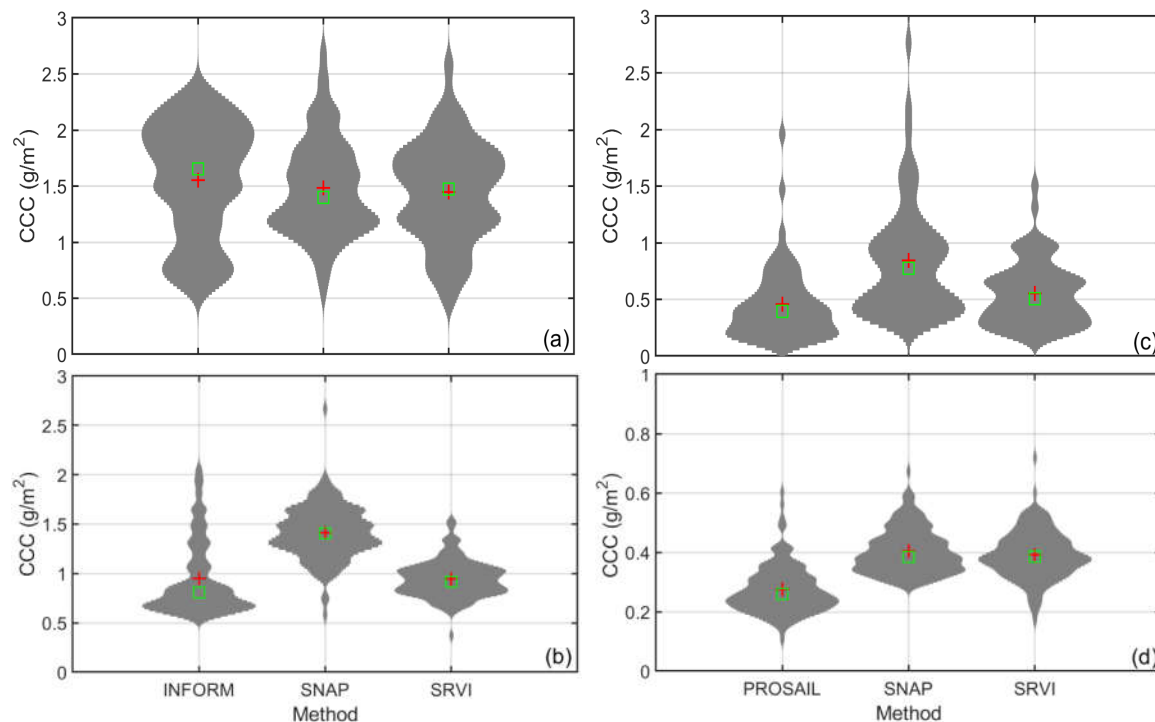 3
2.5
2
1.5
1
0.5
0
CCC (g/m²)
(a)
3
2.5
2
1.5
1
0.5
0
CCC (g/m²)
(c)
3
2.5
2
1.5
1
0.5
0
CCC (g/m²)
(b)
INFORM SNAP SRVI
Method
1
0.8
0.6
0.4
0.2
0
CCC (g/m²)
(d)
PROSAIL SNAP SRVI
Method